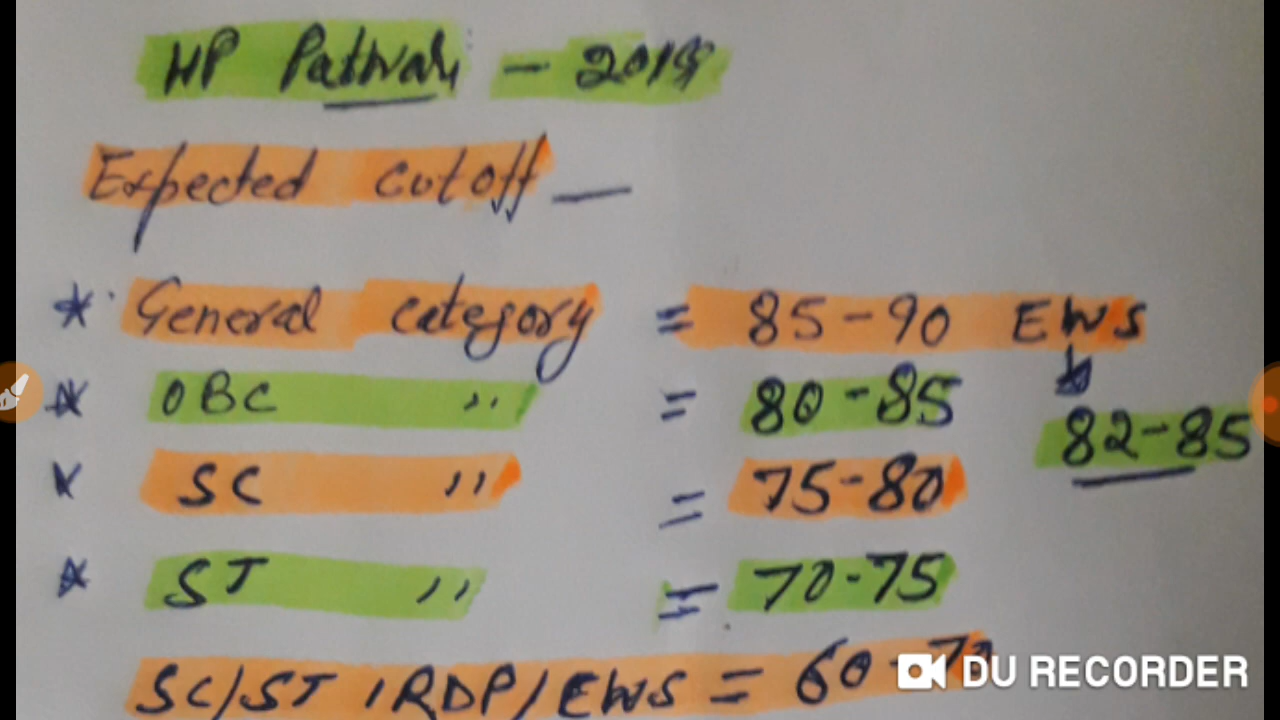 HP Patwari - 2019
Expected cutoff —
* General category = 85-90 EWS
* OBC " = 80-85
82-85
* SC " = 75-80
* ST " = 70-75
SC/ST/IRDP/EWS = 60-70
DU RECORDER